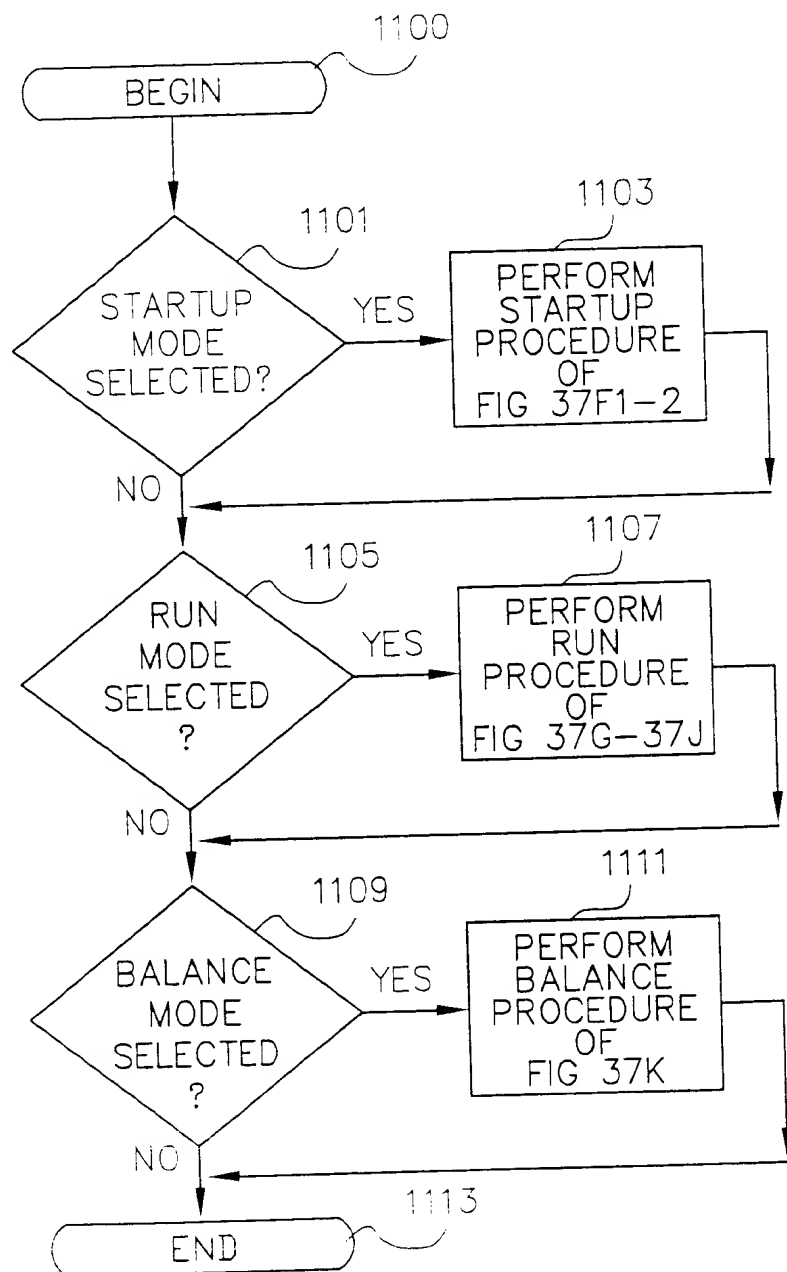 1100
BEGIN
1101
STARTUP
MODE
SELECTED?
YES
1103
PERFORM
STARTUP
PROCEDURE
OF
FIG 37F1-2
NO
1105
RUN
MODE
SELECTED
?
YES
1107
PERFORM
RUN
PROCEDURE
OF
FIG 37G-37J
NO
1109
BALANCE
MODE
SELECTED
?
YES
1111
PERFORM
BALANCE
PROCEDURE
OF
FIG 37K
NO
1113
END